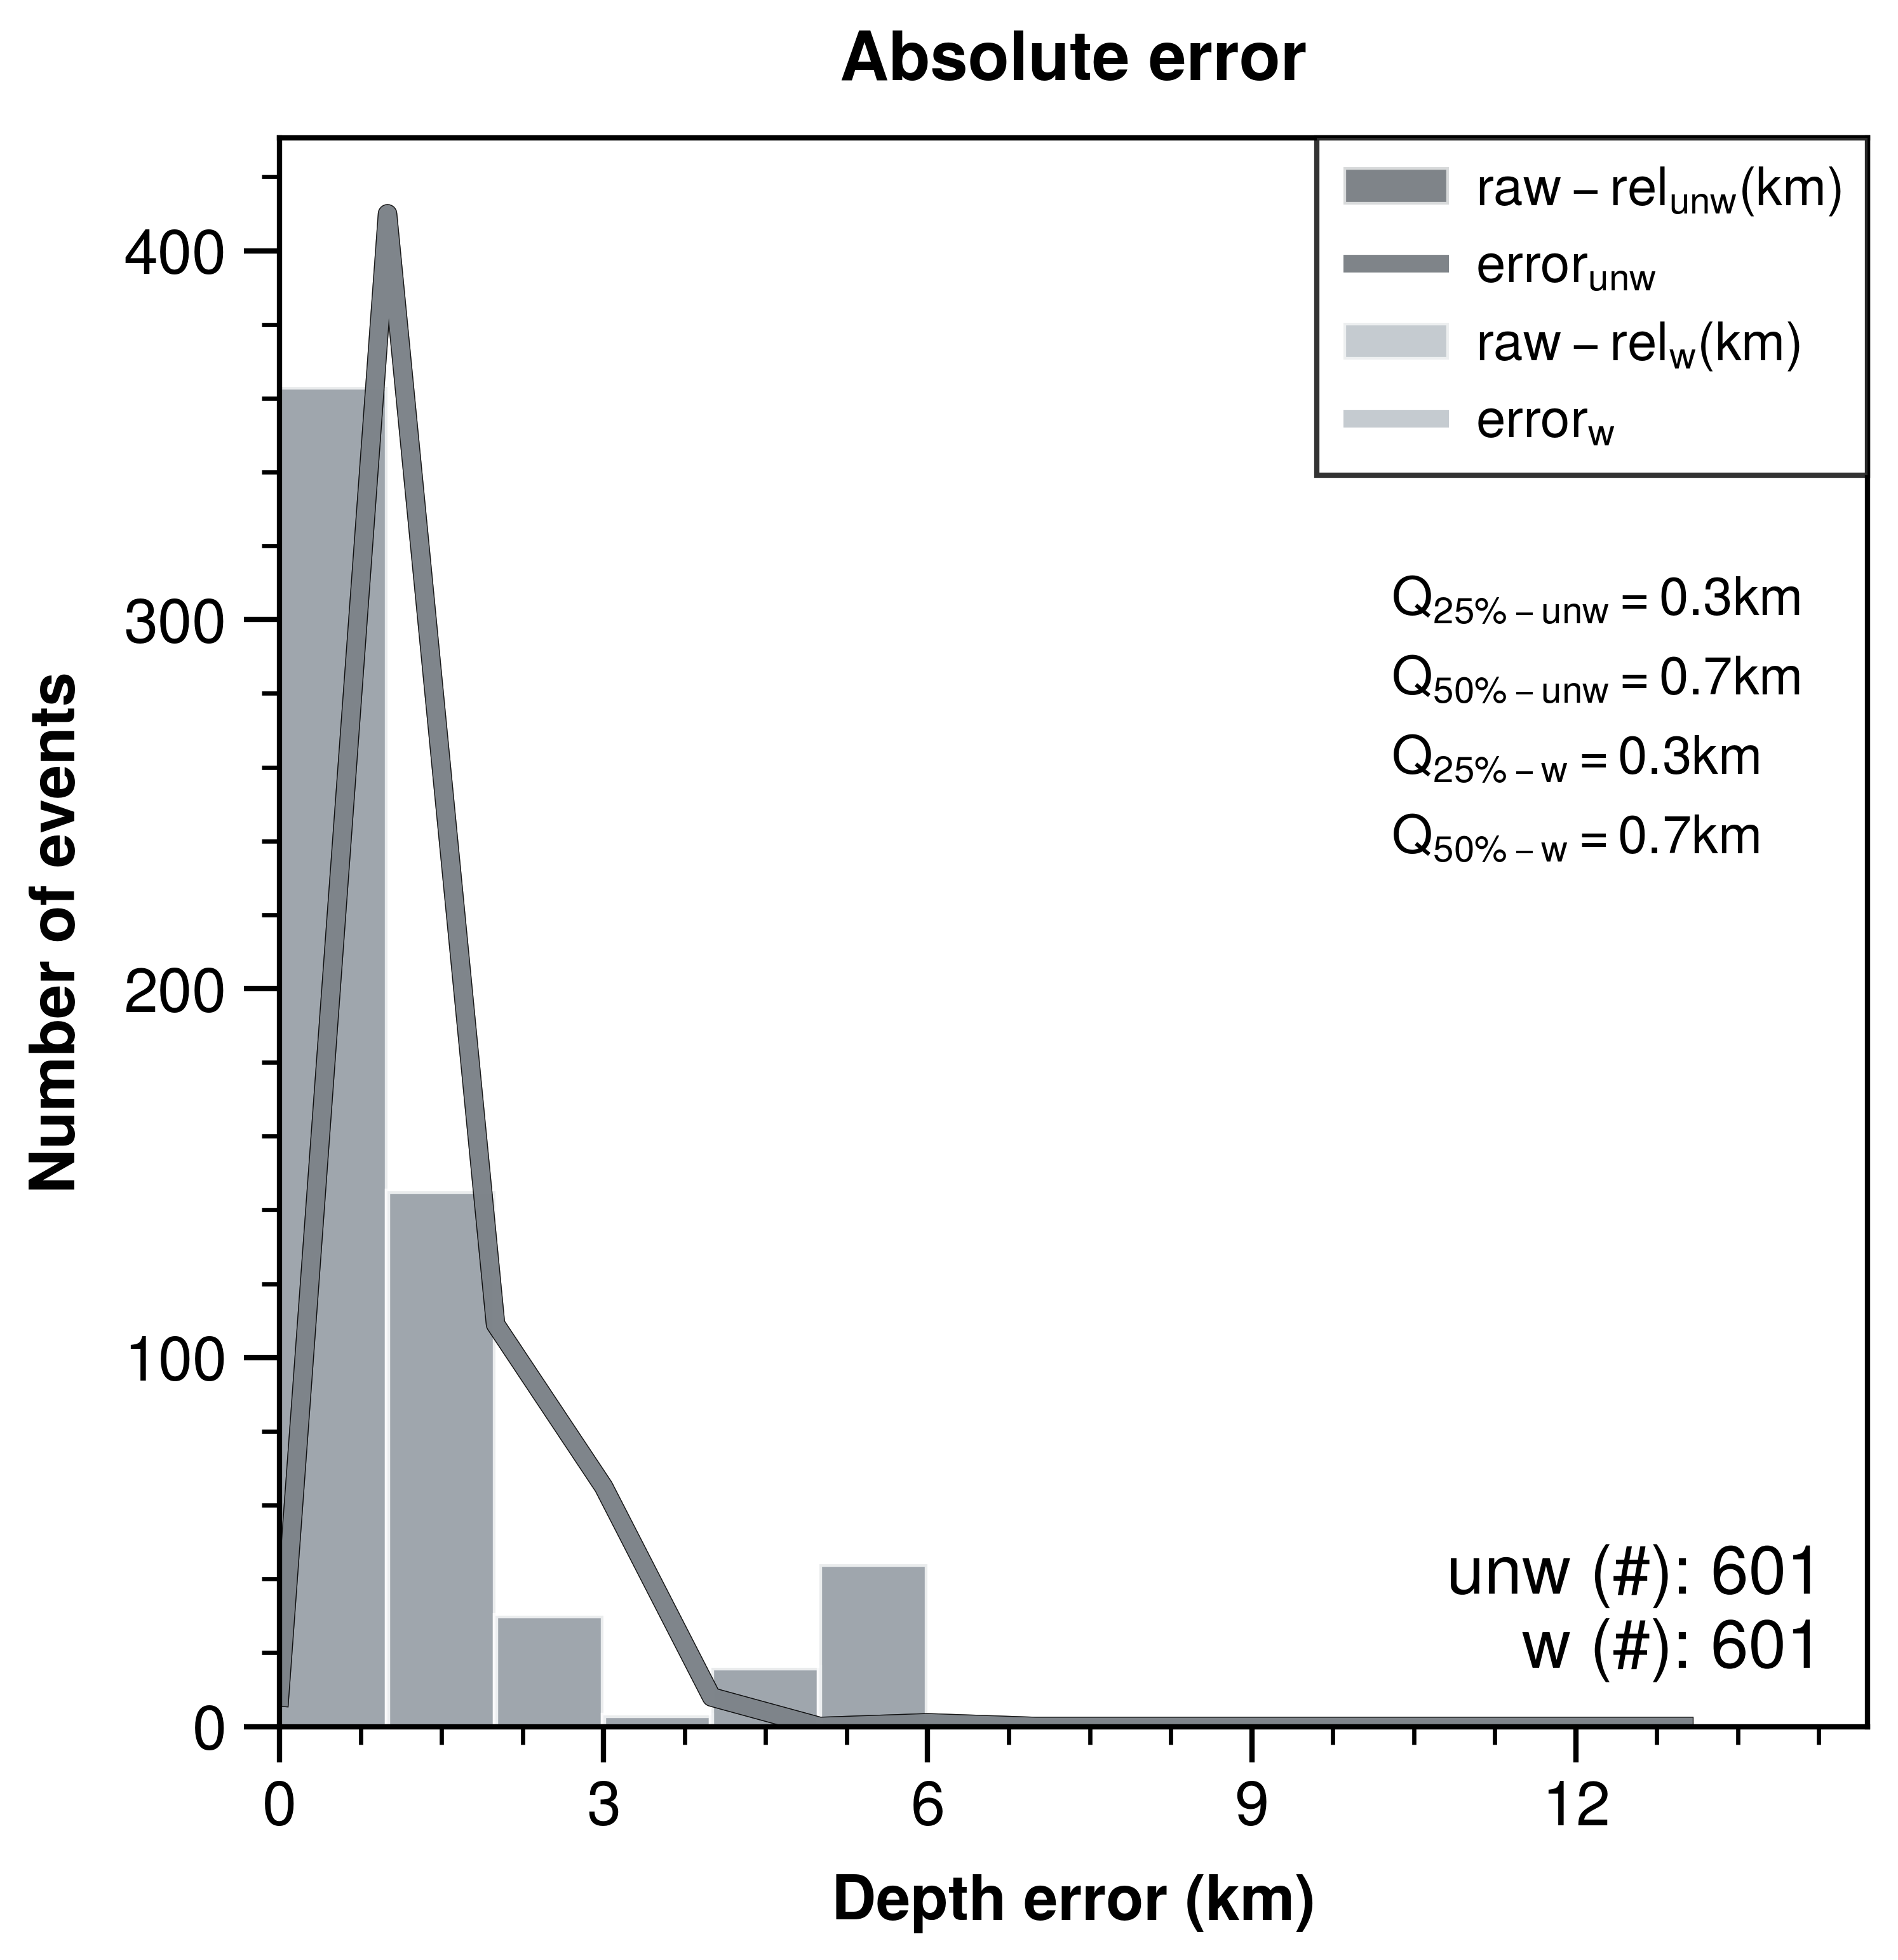 Absolute error
raw – rel_unw(km)
error_unw
raw – rel_w(km)
error_w
Q_25% – unw = 0.3km
Q_50% – unw = 0.7km
Q_25% – w = 0.3km
Q_50% – w = 0.7km
Number of events
400
300
200
100
0
unw (#): 601
w (#): 601
0 3 6 9 12
Depth error (km)